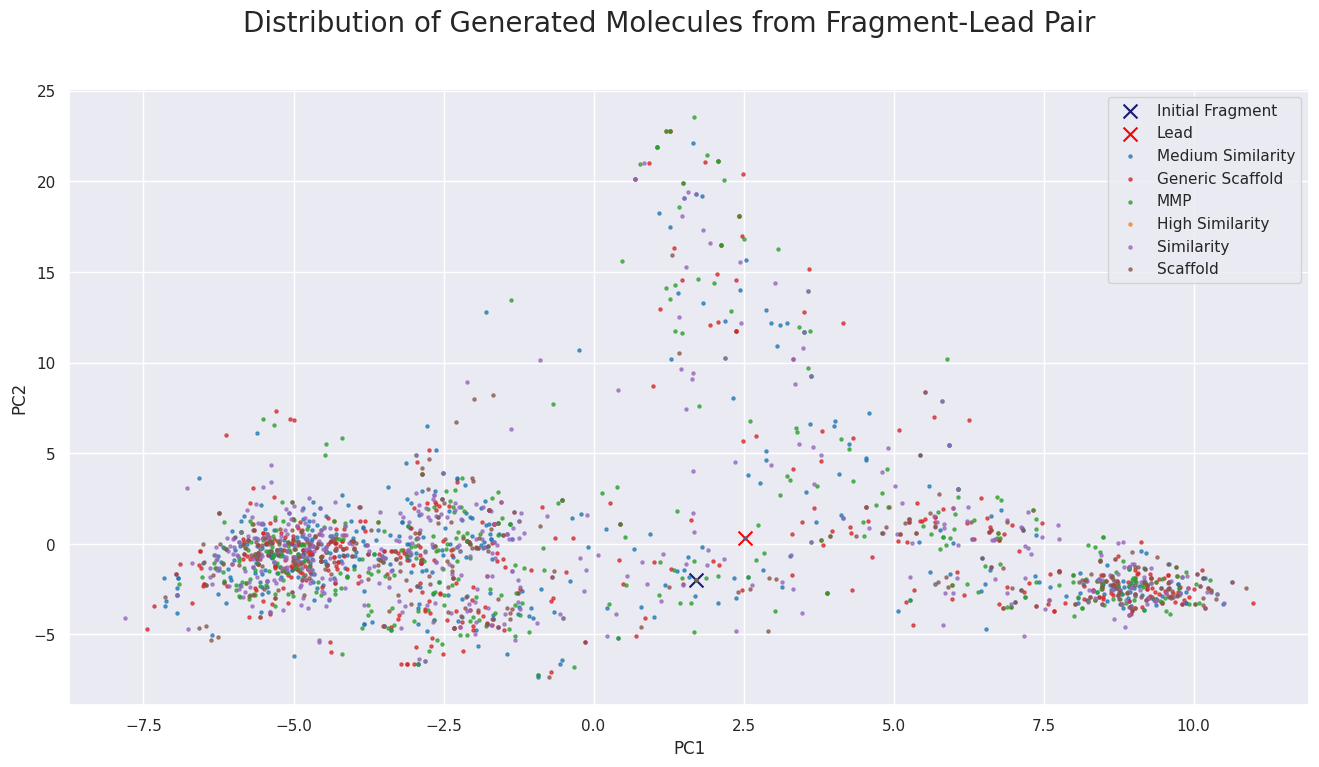 Distribution of Generated Molecules from Fragment-Lead Pair
25
20
15
10
5
0
−5
PC2
−7.5
−5.0
−2.5
0.0
2.5
5.0
7.5
10.0
PC1
Initial Fragment
Lead
Medium Similarity
Generic Scaffold
MMP
High Similarity
Similarity
Scaffold